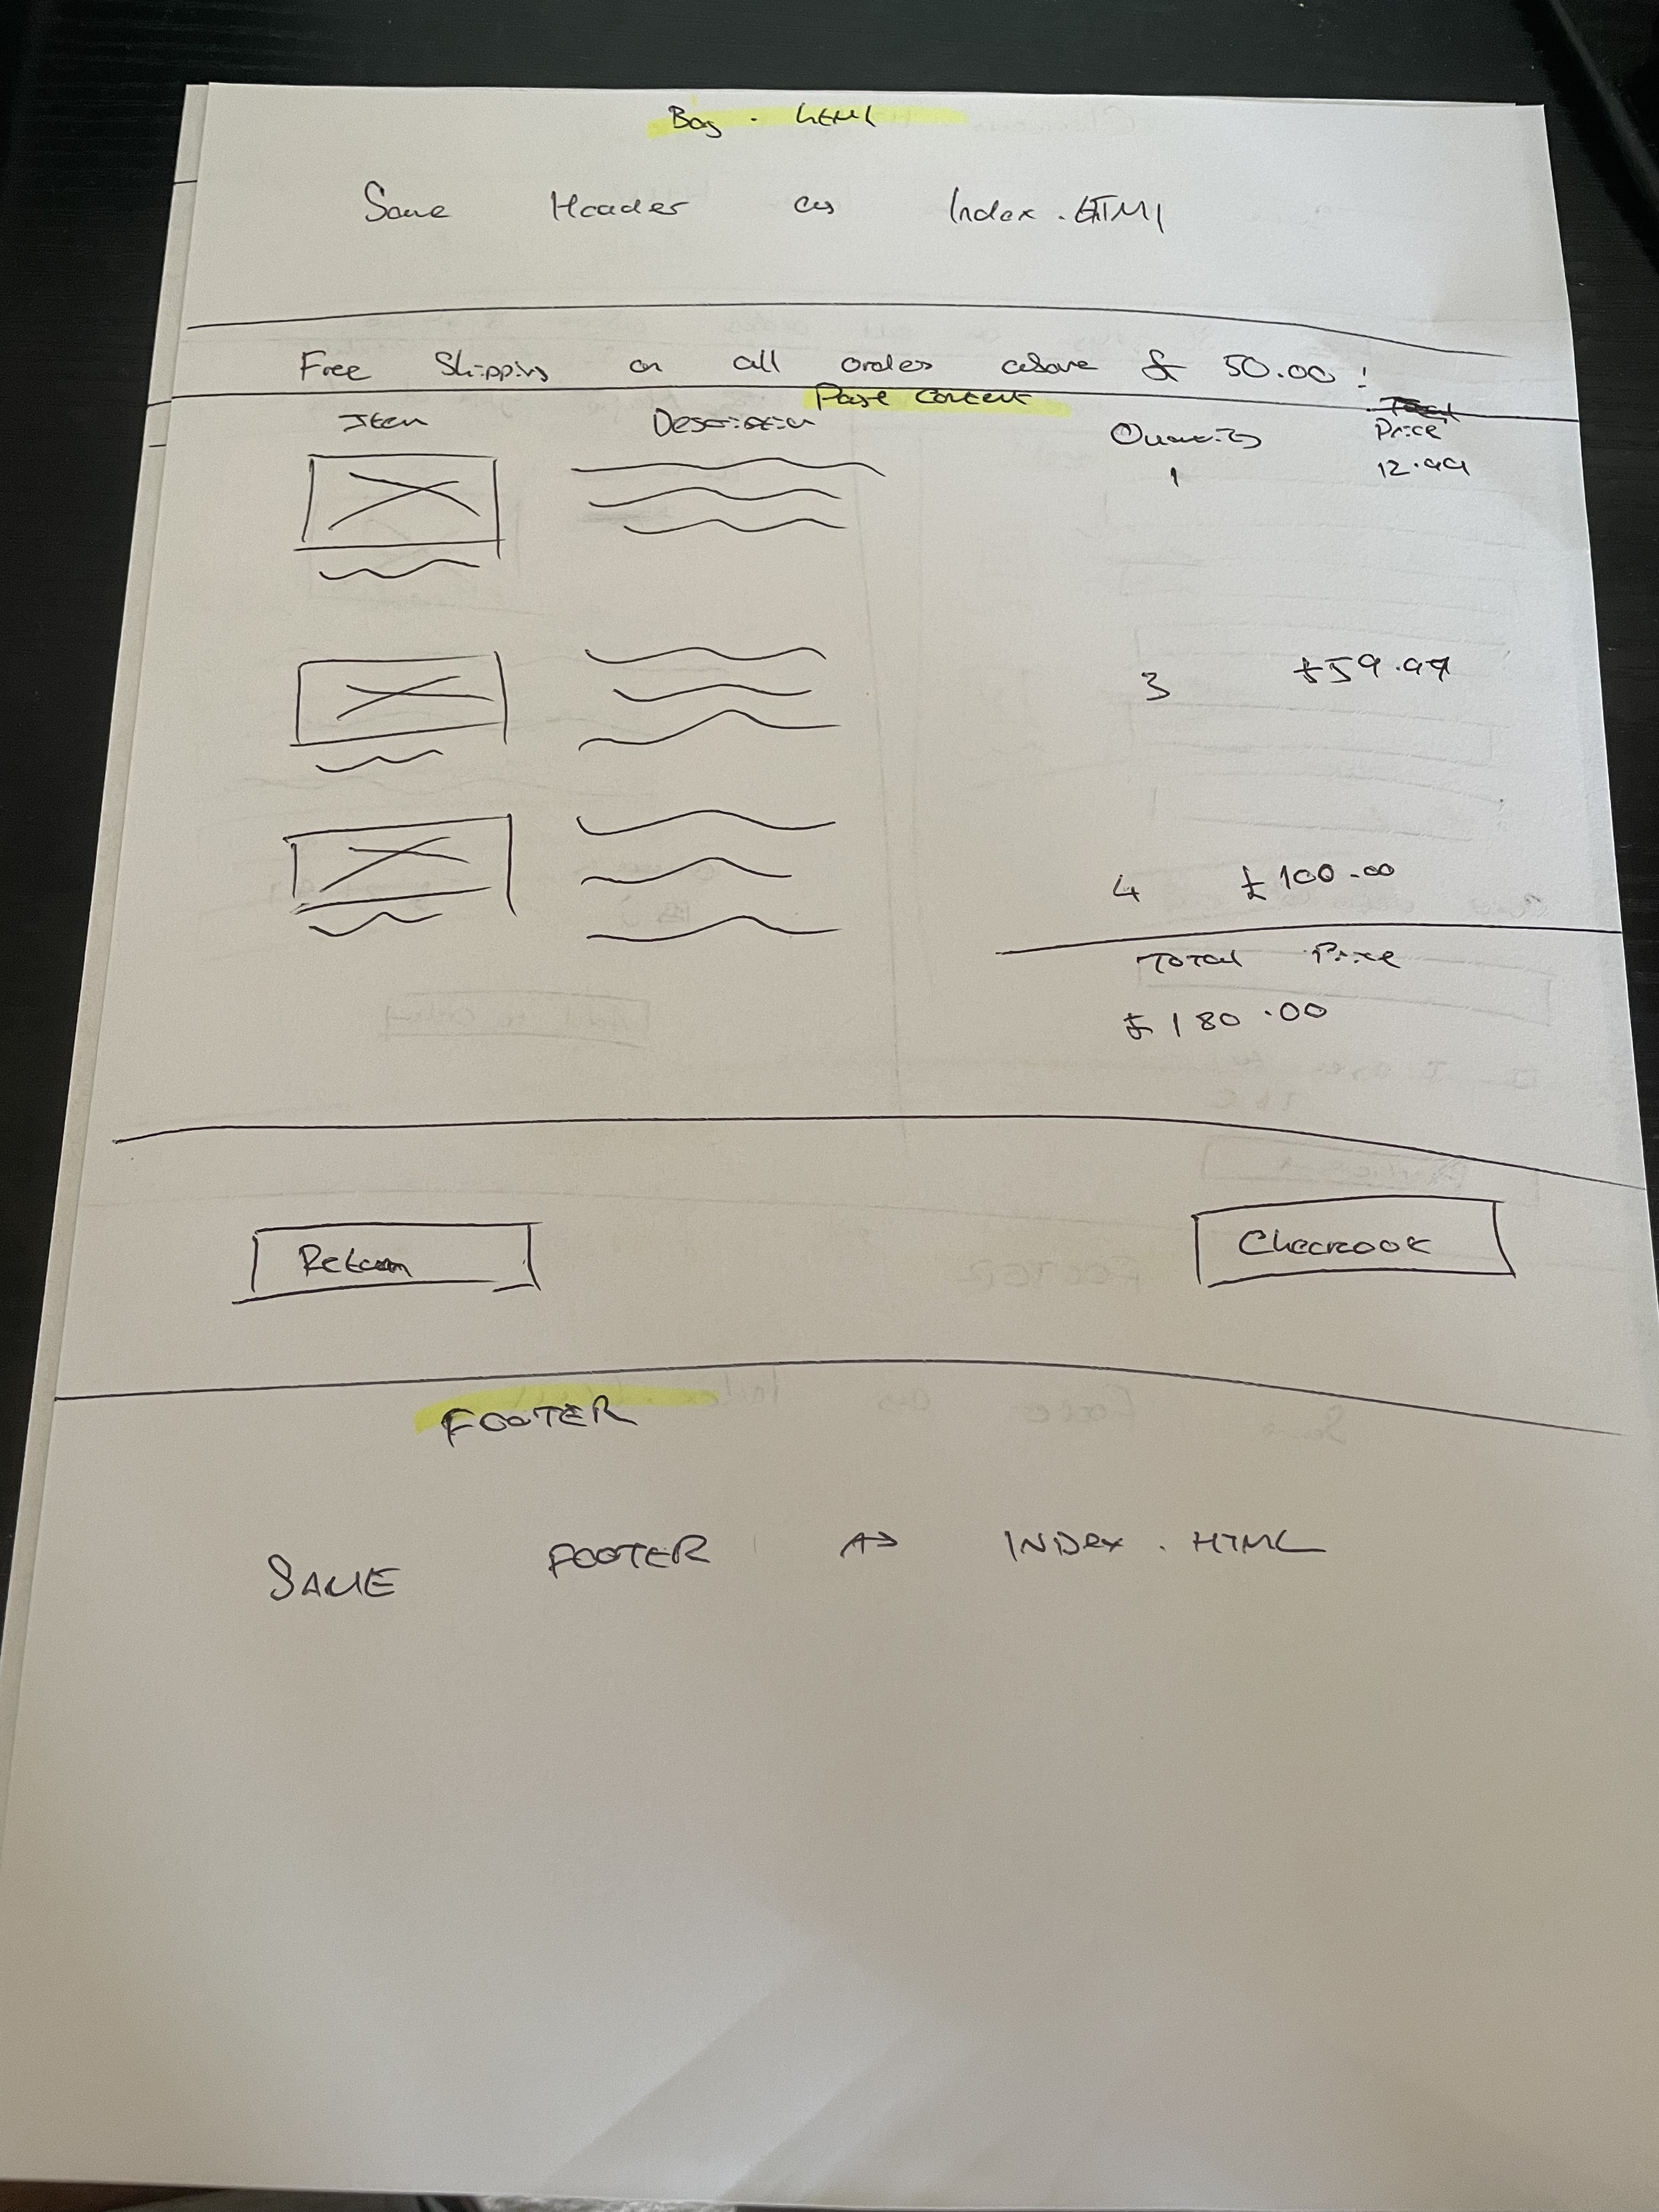 Bag . html
Same Header as Index . HTML
Free Shipping on all orders above £ 50.00 !
Page Content
Item Description Quantity Price
1 12.99
3 £59.99
4 £100.00
Total Price
£180.00
Return Checkout
FOOTER
SAME FOOTER AS INDEX . HTML